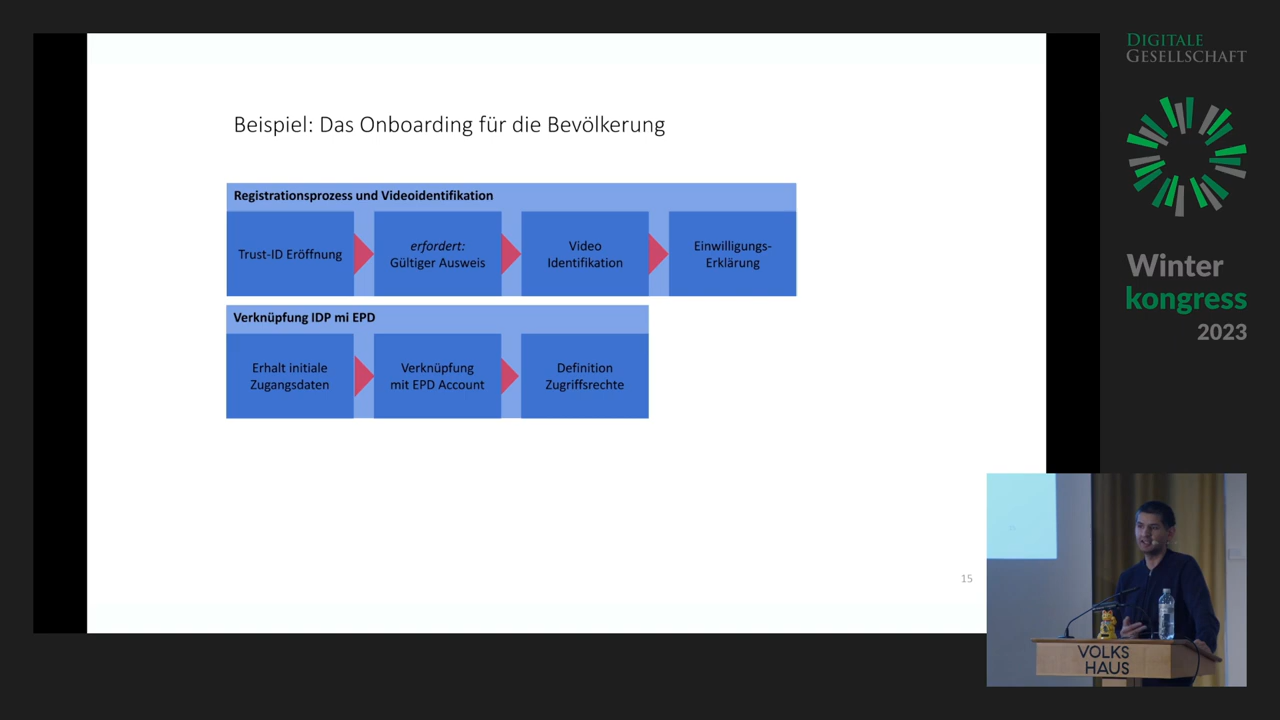 Beispiel: Das Onboarding für die Bevölkerung
Registrationsprozess und Videoidentifikation
Trust-ID Eröffnung
erfordert:
Gültiger Ausweis
Video
Identifikation
Einwilligungs-
Erklärung
Verknüpfung IDP mi EPD
Erhalt initiale
Zugangsdaten
Verknüpfung
mit EPD Account
Definition
Zugriffsrechte
15
DIGITALE
GESELLSCHAFT
Winter
kongress
2023
VOLKS
HAUS